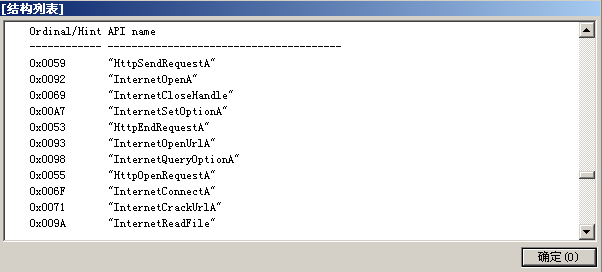 [结构列表]
Ordinal/Hint API name
------------ ---------------------------------------
0x0059 "HttpSendRequestA"
0x0092 "InternetOpenA"
0x0069 "InternetCloseHandle"
0x00A7 "InternetSetOptionA"
0x0053 "HttpEndRequestA"
0x0093 "InternetOpenUrlA"
0x0098 "InternetQueryOptionA"
0x0055 "HttpOpenRequestA"
0x006F "InternetConnectA"
0x0071 "InternetCrackUrlA"
0x009A "InternetReadFile"
确定(O)